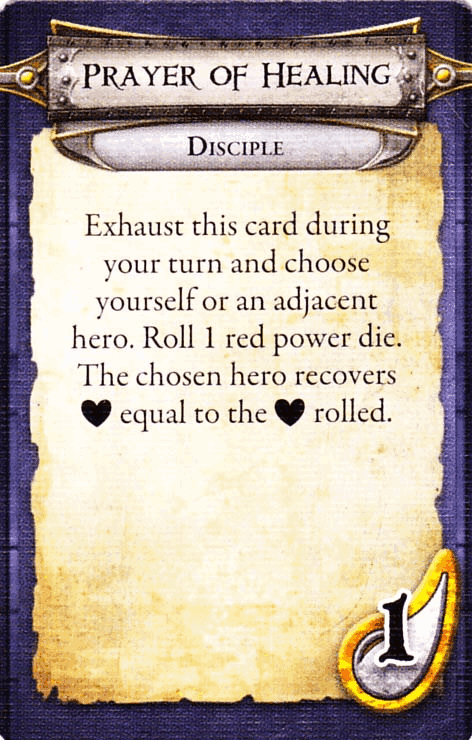 Prayer of Healing
Disciple
Exhaust this card during
your turn and choose
yourself or an adjacent
hero. Roll 1 red power die.
The chosen hero recovers
♥ equal to the ♥ rolled.
1